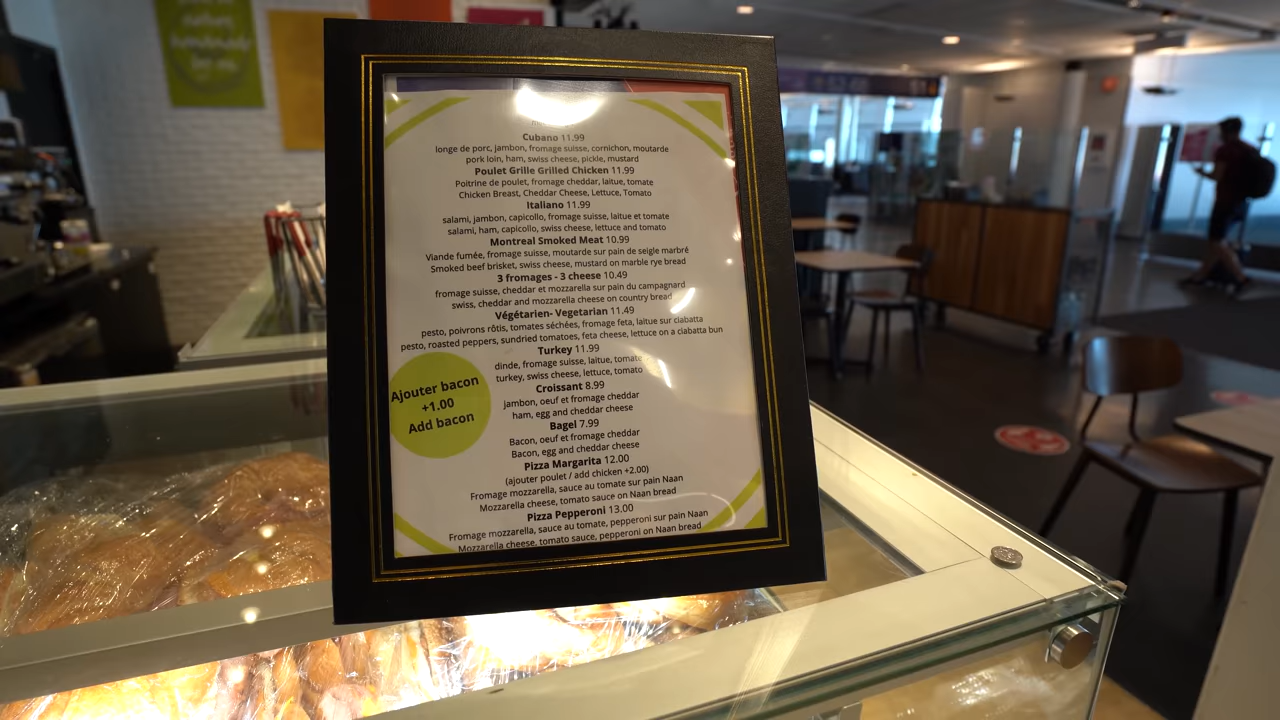 Cubano 11.99
longe de porc, jambon, fromage suisse, cornichon, moutarde
pork loin, ham, swiss cheese, pickle, mustard
Poulet Grille Grilled Chicken 11.99
Poitrine de poulet, fromage cheddar, laitue, tomate
Chicken Breast, Cheddar Cheese, Lettuce, Tomato
Italiano 11.99
salami, jambon, capicollo, fromage suisse, laitue et tomate
salami, ham, capicollo, swiss cheese, lettuce and tomato
Montreal Smoked Meat 10.99
Viande fumée, fromage suisse, moutarde sur pain de seigle marbré
Smoked beef brisket, swiss cheese, mustard on marble rye bread
3 fromages - 3 cheese 10.49
fromage suisse, cheddar et mozzarella sur pain du campagnard
swiss, cheddar and mozzarella cheese on country bread
Végétarien- Vegetarian 11.49
pesto, poivrons rôtis, tomates séchées, fromage feta, laitue sur ciabatta
pesto, roasted peppers, sundried tomatoes, feta cheese, lettuce on a ciabatta bun
Turkey 11.99
dinde, fromage suisse, laitue, tomate
turkey, swiss cheese, lettuce, tomato
Croissant 8.99
jambon, oeuf et fromage cheddar
ham, egg and cheddar cheese
Bagel 7.99
Bacon, oeuf et fromage cheddar
Bacon, egg and cheddar cheese
Pizza Margarita 12.00
(ajouter poulet / add chicken +2.00)
Fromage mozzarella, sauce au tomate sur pain Naan
Mozzarella cheese, tomato sauce on Naan bread
Pizza Pepperoni 13.00
Fromage mozzarella, sauce au tomate, pepperoni sur pain Naan
Mozzarella cheese, tomato sauce, pepperoni on Naan bread
Ajouter bacon
+1.00
Add bacon